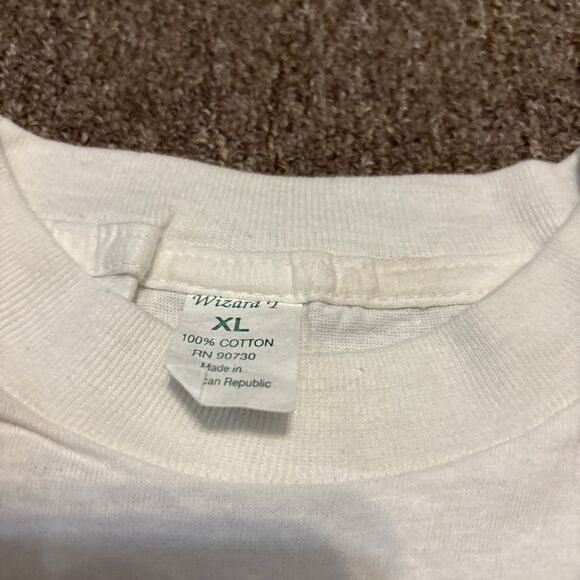 Wizard T
XL
100% COTTON
RN 90730
Made in
can Republic